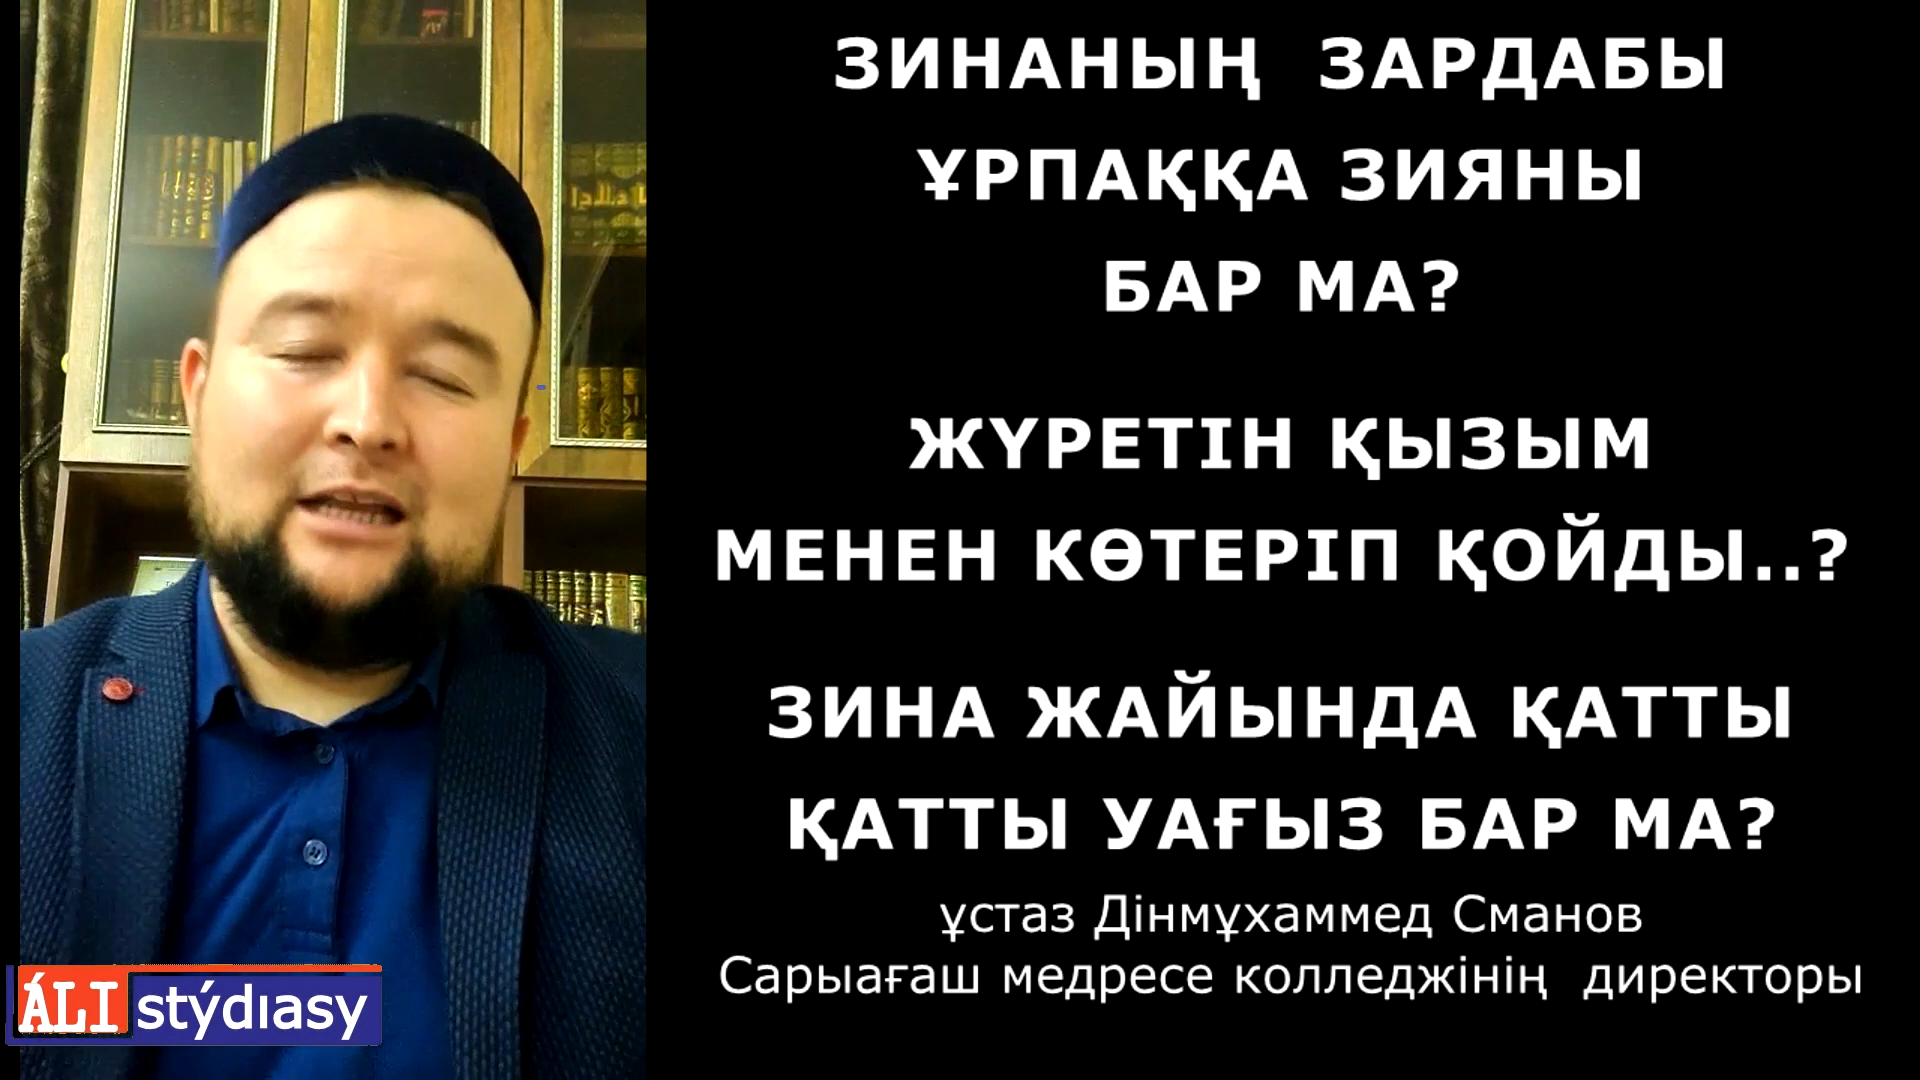 ЗИНАНЫҢ ЗАРДАБЫ
ҰРПАҚҚА ЗИЯНЫ
БАР МА?
ЖҮРЕТІН ҚЫЗЫМ
МЕНЕН КӨТЕРІП ҚОЙДЫ..?
ЗИНА ЖАЙЫНДА ҚАТТЫ
ҚАТТЫ УАҒЫЗ БАР МА?
ұстаз Дінмұхаммед Сманов
Сарыағаш медресе колледжінің директоры
ÁLI stýdıasy